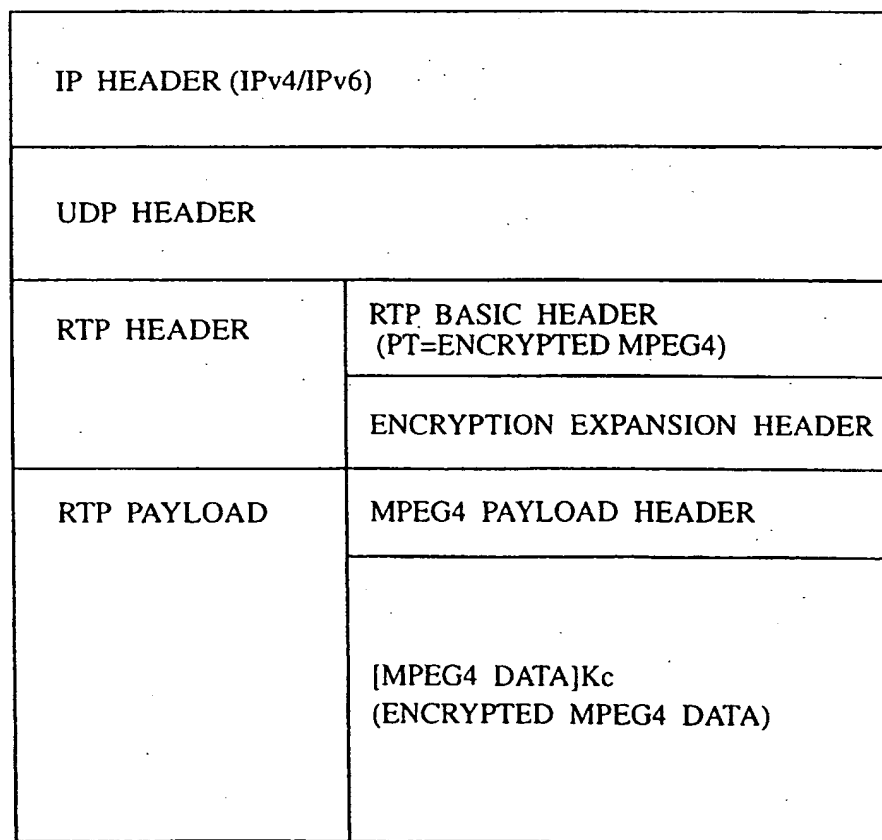 IP HEADER (IPv4/IPv6)
UDP HEADER
RTP HEADER
RTP BASIC HEADER
(PT=ENCRYPTED MPEG4)
ENCRYPTION EXPANSION HEADER
RTP PAYLOAD
MPEG4 PAYLOAD HEADER
[MPEG4 DATA]Kc
(ENCRYPTED MPEG4 DATA)